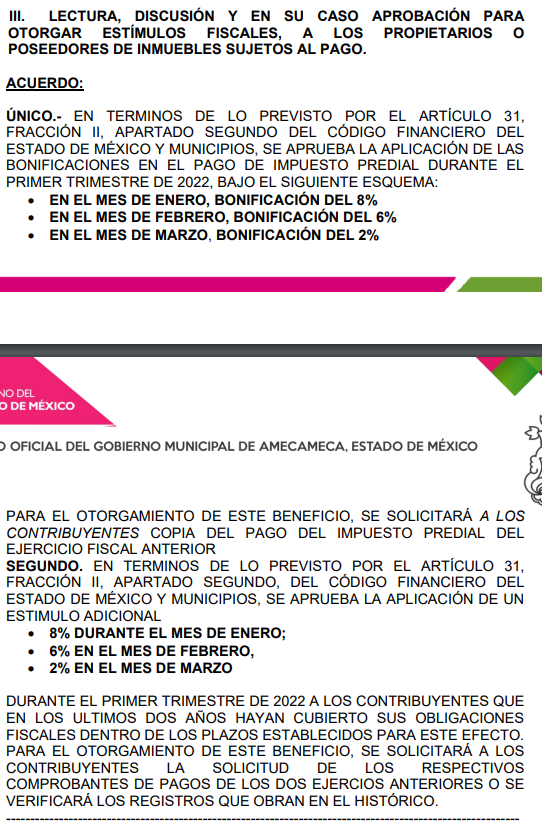 III. LECTURA, DISCUSIÓN Y EN SU CASO APROBACIÓN PARA
OTORGAR ESTÍMULOS FISCALES, A LOS PROPIETARIOS O
POSEEDORES DE INMUEBLES SUJETOS AL PAGO.
ACUERDO:
ÚNICO.- EN TERMINOS DE LO PREVISTO POR EL ARTÍCULO 31,
FRACCIÓN II, APARTADO SEGUNDO DEL CÓDIGO FINANCIERO DEL
ESTADO DE MÉXICO Y MUNICIPIOS, SE APRUEBA LA APLICACIÓN DE LAS
BONIFICACIONES EN EL PAGO DE IMPUESTO PREDIAL DURANTE EL
PRIMER TRIMESTRE DE 2022, BAJO EL SIGUIENTE ESQUEMA:
• EN EL MES DE ENERO, BONIFICACIÓN DEL 8%
• EN EL MES DE FEBRERO, BONIFICACIÓN DEL 6%
• EN EL MES DE MARZO, BONIFICACIÓN DEL 2%
NO DEL
O DE MÉXICO
O OFICIAL DEL GOBIERNO MUNICIPAL DE AMECAMECA, ESTADO DE MÉXICO
PARA EL OTORGAMIENTO DE ESTE BENEFICIO, SE SOLICITARÁ A LOS
CONTRIBUYENTES COPIA DEL PAGO DEL IMPUESTO PREDIAL DEL
EJERCICIO FISCAL ANTERIOR
SEGUNDO. EN TERMINOS DE LO PREVISTO POR EL ARTÍCULO 31,
FRACCIÓN II, APARTADO SEGUNDO, DEL CÓDIGO FINANCIERO DEL
ESTADO DE MÉXICO Y MUNICIPIOS, SE APRUEBA LA APLICACIÓN DE UN
ESTIMULO ADICIONAL
• 8% DURANTE EL MES DE ENERO;
• 6% EN EL MES DE FEBRERO,
• 2% EN EL MES DE MARZO
DURANTE EL PRIMER TRIMESTRE DE 2022 A LOS CONTRIBUYENTES QUE
EN LOS ULTIMOS DOS AÑOS HAYAN CUBIERTO SUS OBLIGACIONES
FISCALES DENTRO DE LOS PLAZOS ESTABLECIDOS PARA ESTE EFECTO.
PARA EL OTORGAMIENTO DE ESTE BENEFICIO, SE SOLICITARÁ A LOS
CONTRIBUYENTES LA SOLICITUD DE LOS RESPECTIVOS
COMPROBANTES DE PAGOS DE LOS DOS EJERCIOS ANTERIORES O SE
VERIFICARÁ LOS REGISTROS QUE OBRAN EN EL HISTÓRICO.